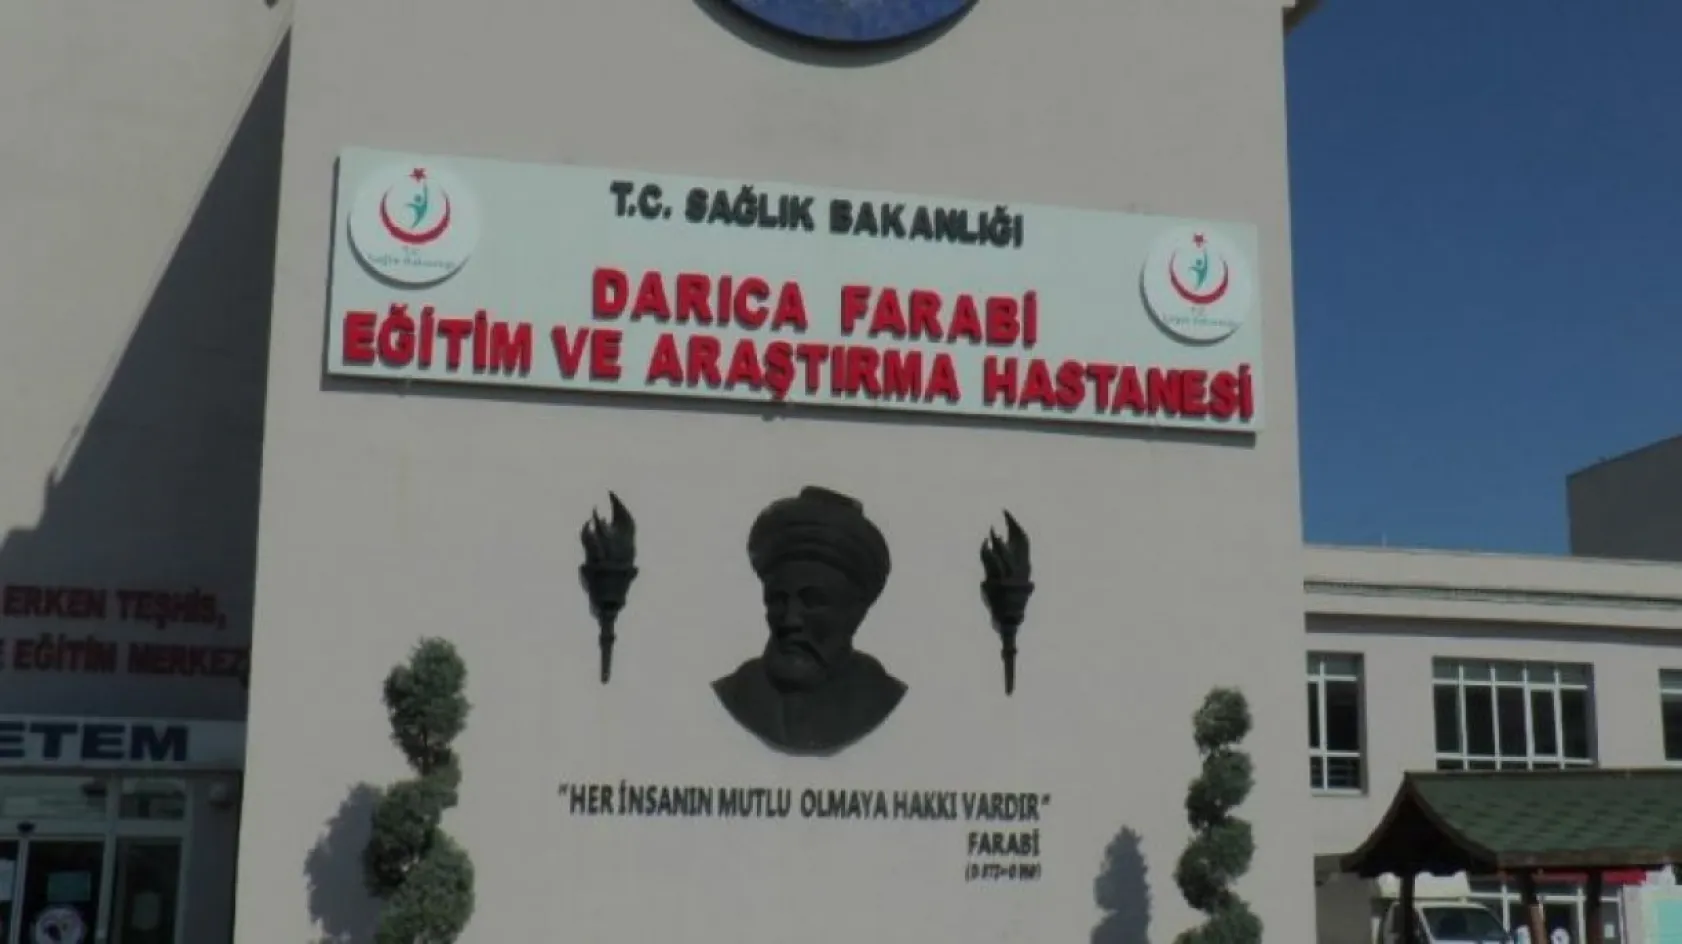 T.C. SAĞLIK BAKANLIĞI
DARICA FARABİ
EĞİTİM VE ARAŞTIRMA HASTANESİ
ERKEN TEŞHİS,
E EĞİTİM MERKEZ
ETEM
"HER İNSANIN MUTLU OLMAYA HAKKI VARDIR"
FARABİ